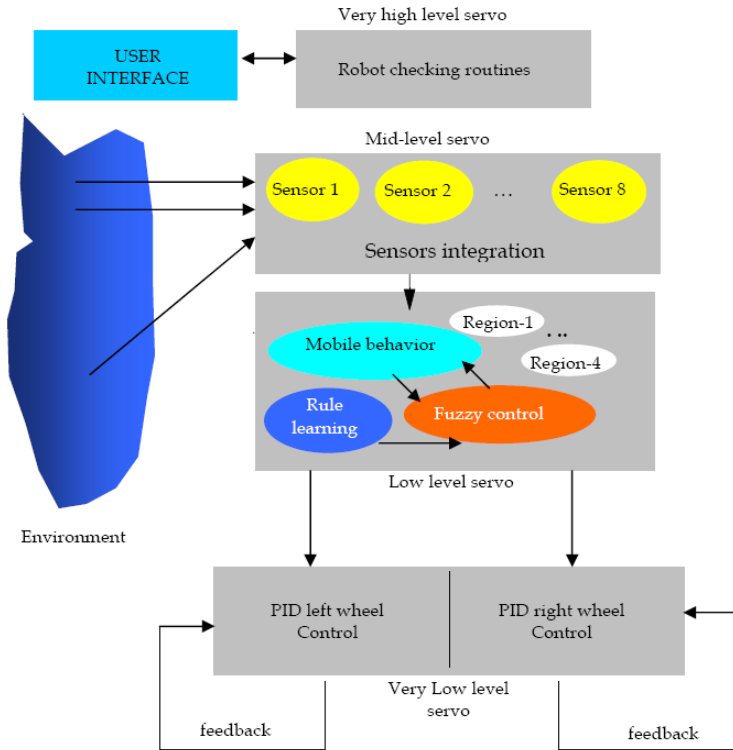 Very high level servo
USER
INTERFACE
Robot checking routines
Mid-level servo
Sensor 1
Sensor 2
...
Sensor 8
Sensors integration
Region-1
...
Mobile behavior
Region-4
Rule
learning
Fuzzy control
Low level servo
Environment
PID left wheel
Control
PID right wheel
Control
Very Low level
servo
feedback
feedback